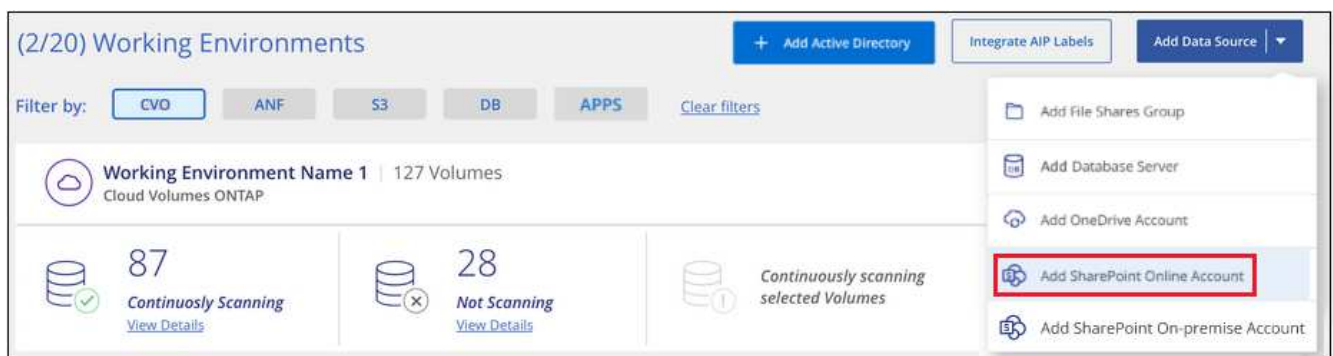 (2/20) Working Environments
+ Add Active Directory
Integrate AIP Labels
Add Data Source
Filter by:
CVO
ANF
S3
DB
APPS
Clear filters
Add File Shares Group
DB
Add Database Server
Add OneDrive Account
S
Add SharePoint Online Account
S
Add SharePoint On-premise Account
Working Environment Name 1 | 127 Volumes
Cloud Volumes ONTAP
87
Continuosly Scanning
View Details
28
Not Scanning
View Details
Continuously scanning
selected Volumes